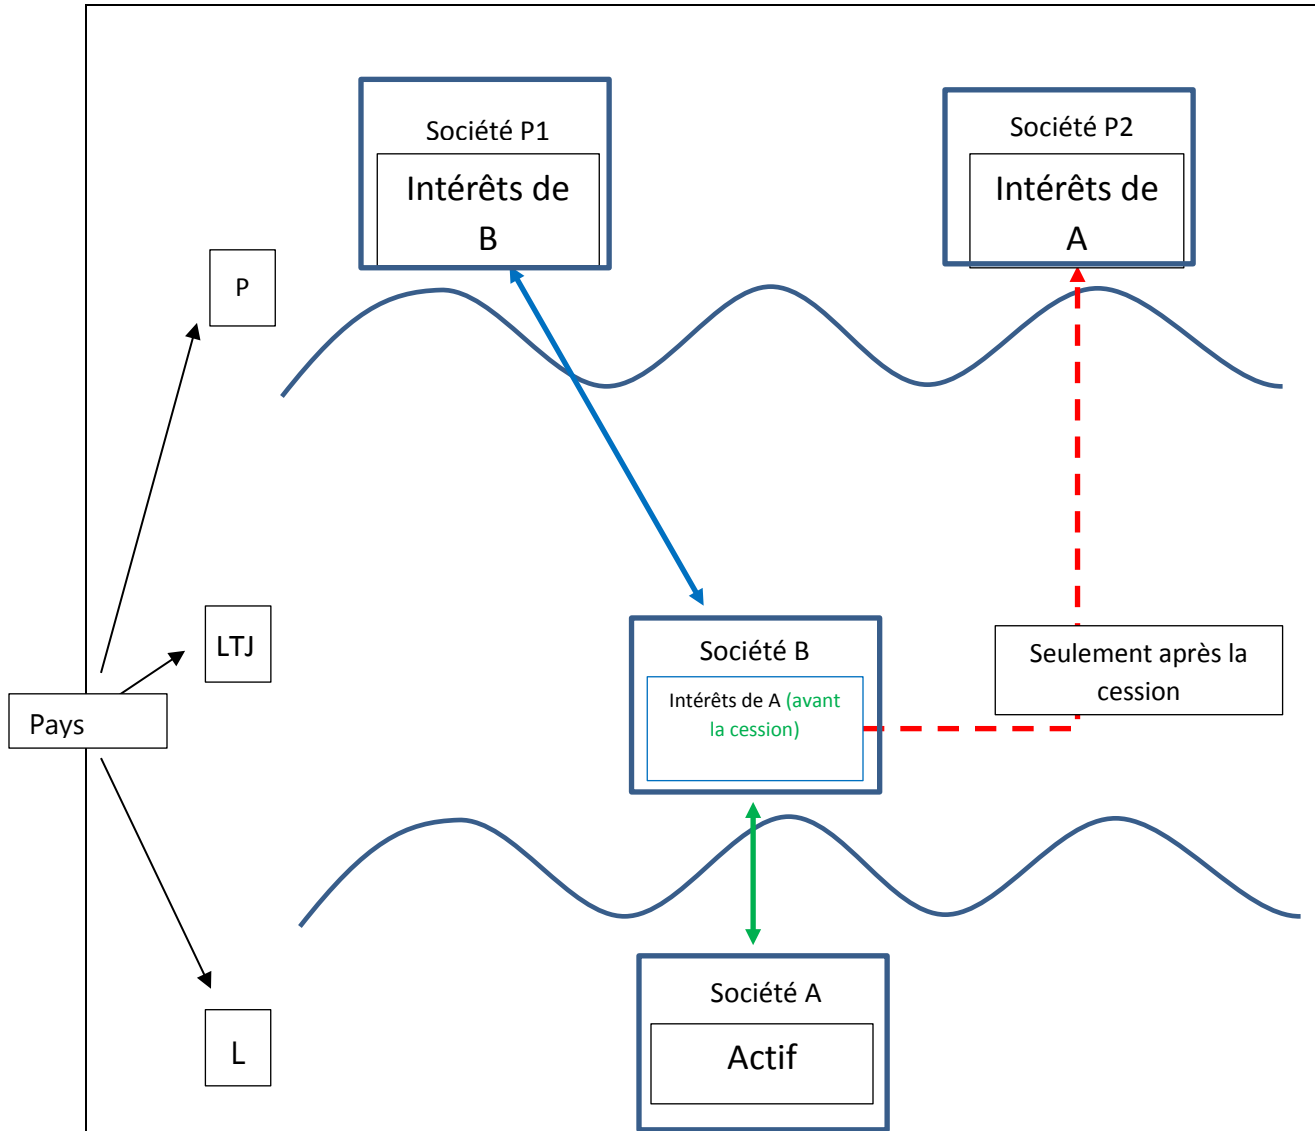 Société P1
Intérêts de
B
Société P2
Intérêts de
A
P
LTJ
Pays
L
Société B
Intérêts de A (avant
la cession)
Seulement après la
cession
Société A
Actif